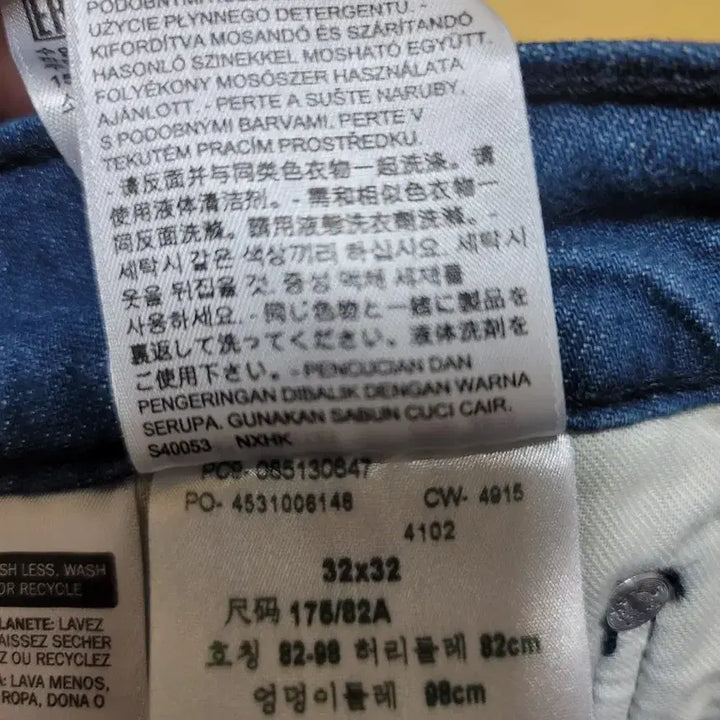 PODOBNYMI
UŻYCIE PŁYNNEGO DETERGENTU. -
KIFORDÍTVA MOSANDÓ ÉS SZÁRÍTANDÓ
HASONLÓ SZINEKKEL MOSHATÓ EGYÜTT.
FOLYÉKONY MOSÓSZER HASZNÁLATA
AJÁNLOTT - PERTE A SUŠTE NARUBY.
S PODOBNYMI BARVAMI. PERTE V
TEKUTÉM PRACÍM PROSTŘEDKU.
- 请反面并与同类色衣物一起洗涤。请
使用液体清洁剂。- 需和相似色衣物一
同反面洗滌。請用液態洗衣劑洗滌。-
세탁시 같은 색상끼리 하십시오. 세탁시
옷을 뒤집을 것. 중성 액체 세제를
사용하세요. - 同じ色物と一緒に製品を
裏返して洗ってください。液体洗剤を
ご使用下さい。- PENCUCIAN DAN
PENGERINGAN DIBALIK DENGAN WARNA
SERUPA. GUNAKAN SABUN CUCI CAIR.
S40053 NXHK
PC9- 085130847
PO- 4531006148 CW- 4915
4102
32x32
尺码 175/82A
호칭 82-98 허리둘레 82cm
엉덩이둘레 98cm
SH LESS, WASH
OR RECYCLE
LANETE: LAVEZ
AISSEZ SECHER
Z OU RECYCLEZ
A: LAVA MENOS,
ROPA, DONA O